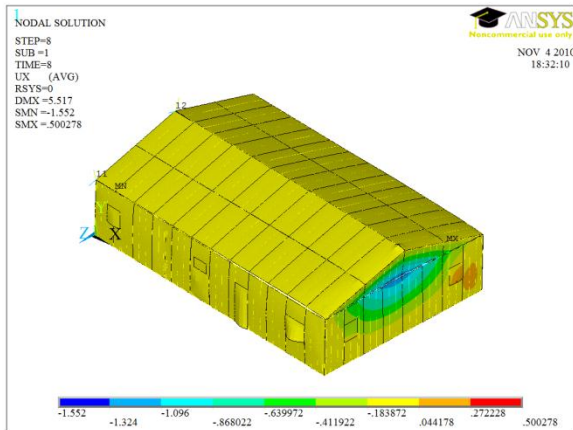 1
NODAL SOLUTION
STEP=8
SUB =1
TIME=8
UX (AVG)
RSYS=0
DMX=5.517
SMN=-1.552
SMX=.500278
ANSYS
Noncommercial use only
NOV 4 2010
18:32:10
12
11
MN
Y
Z
X
MX
-1.552
-1.324
-1.096
-.868022
-.639972
-.411922
-.183872
.044178
.272228
.500278